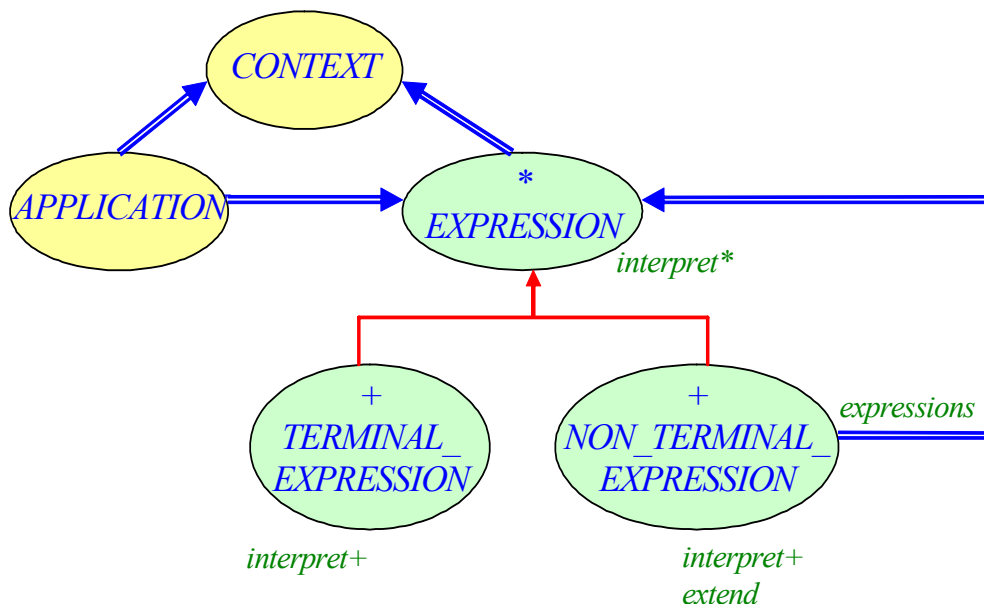 CONTEXT
APPLICATION
*
EXPRESSION
interpret*
+
TERMINAL_
EXPRESSION
interpret+
+
NON_TERMINAL_
EXPRESSION
expressions
interpret+
extend